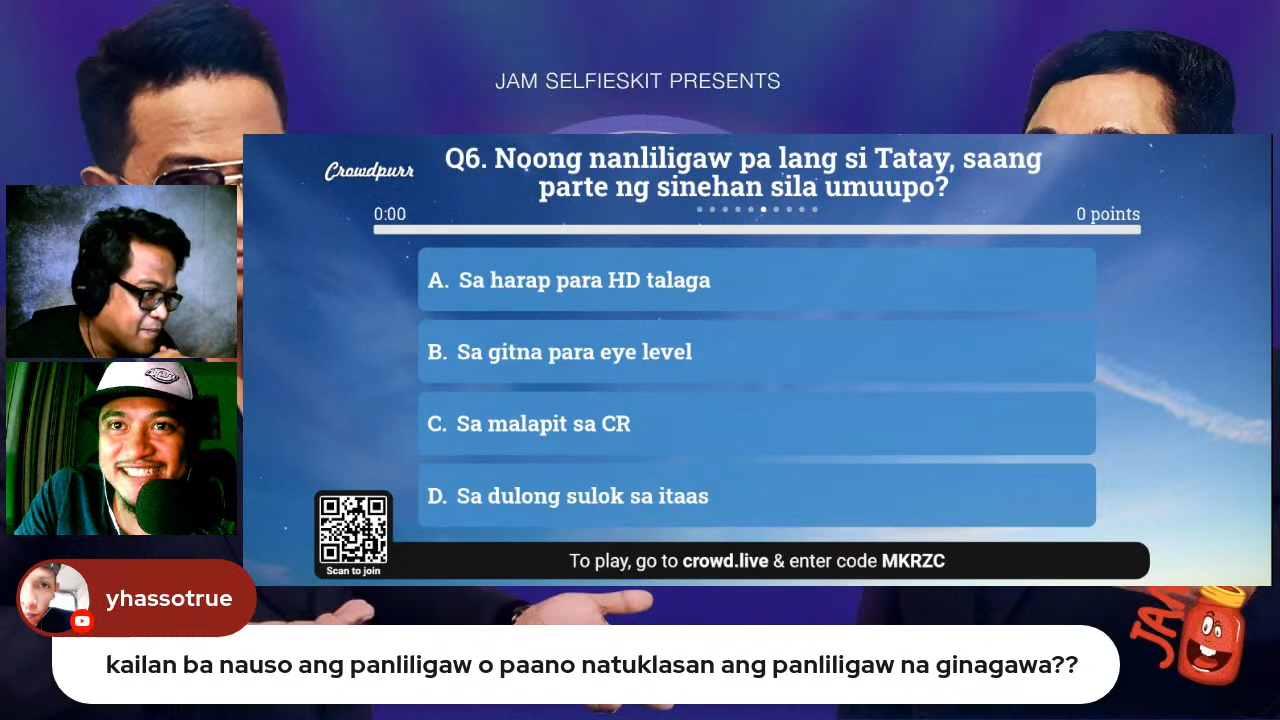 JAM SELFIESKIT PRESENTS
Crowdpurr
Q6. Noong nanliligaw pa lang si Tatay, saang
parte ng sinehan sila umuupo?
0:00
0 points
A. Sa harap para HD talaga
B. Sa gitna para eye level
C. Sa malapit sa CR
D. Sa dulong sulok sa itaas
Scan to join
To play, go to crowd.live & enter code MKRZC
yhassotrue
JAM
kailan ba nauso ang panliligaw o paano natuklasan ang panliligaw na ginagawa??